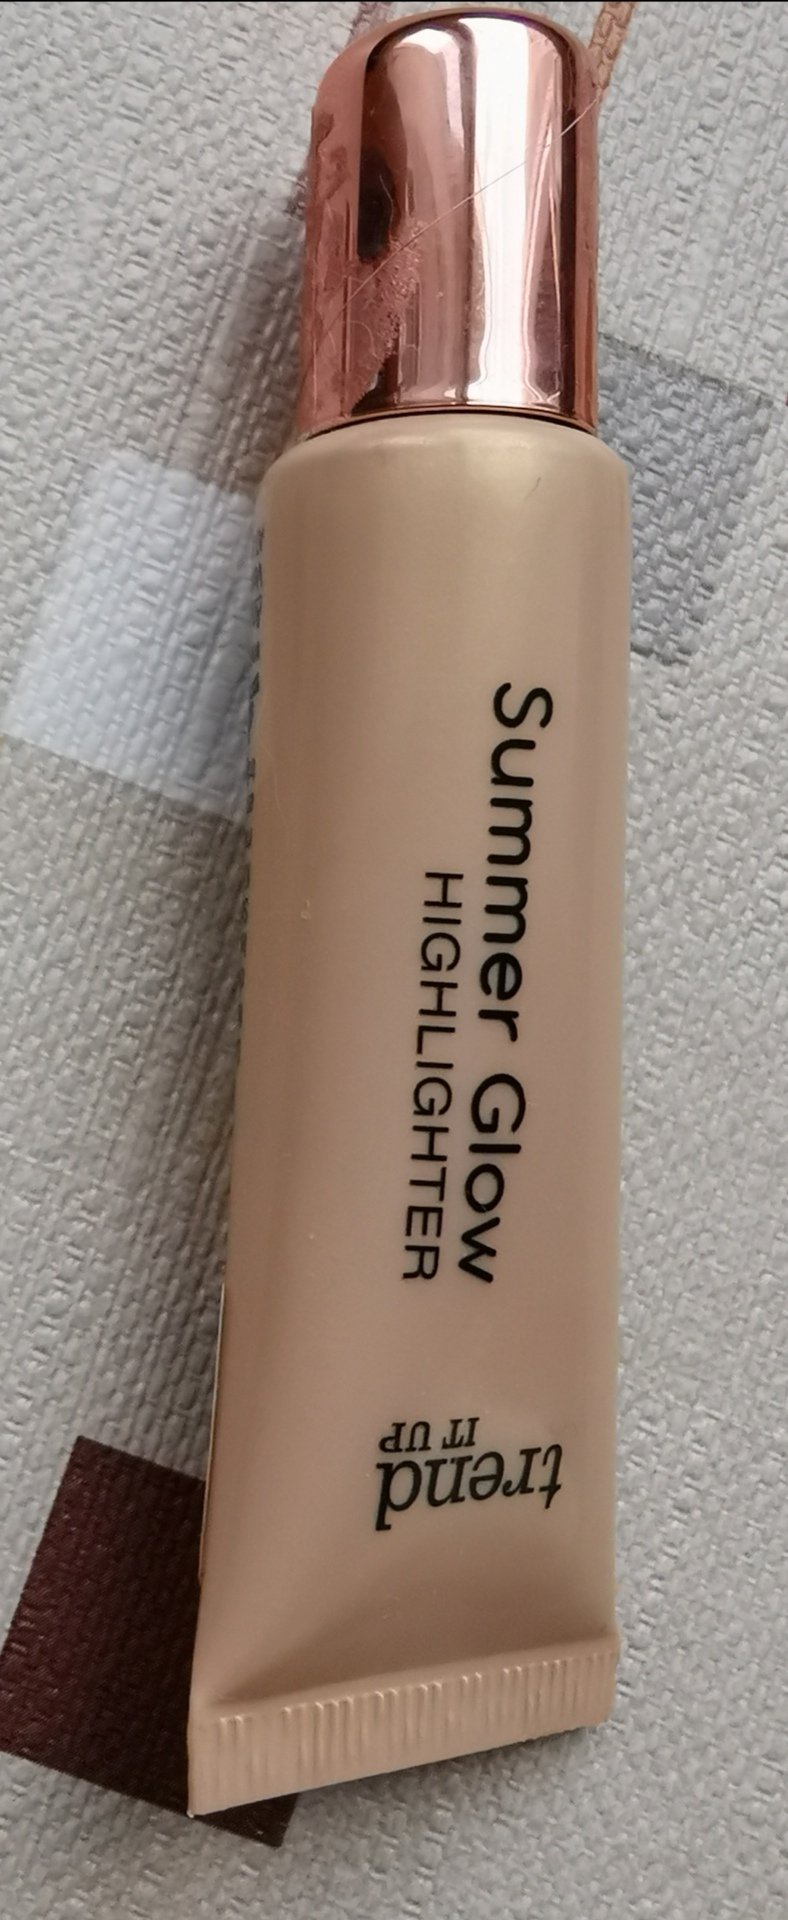 Summer Glow
HIGHLIGHTER
trend
IT UP